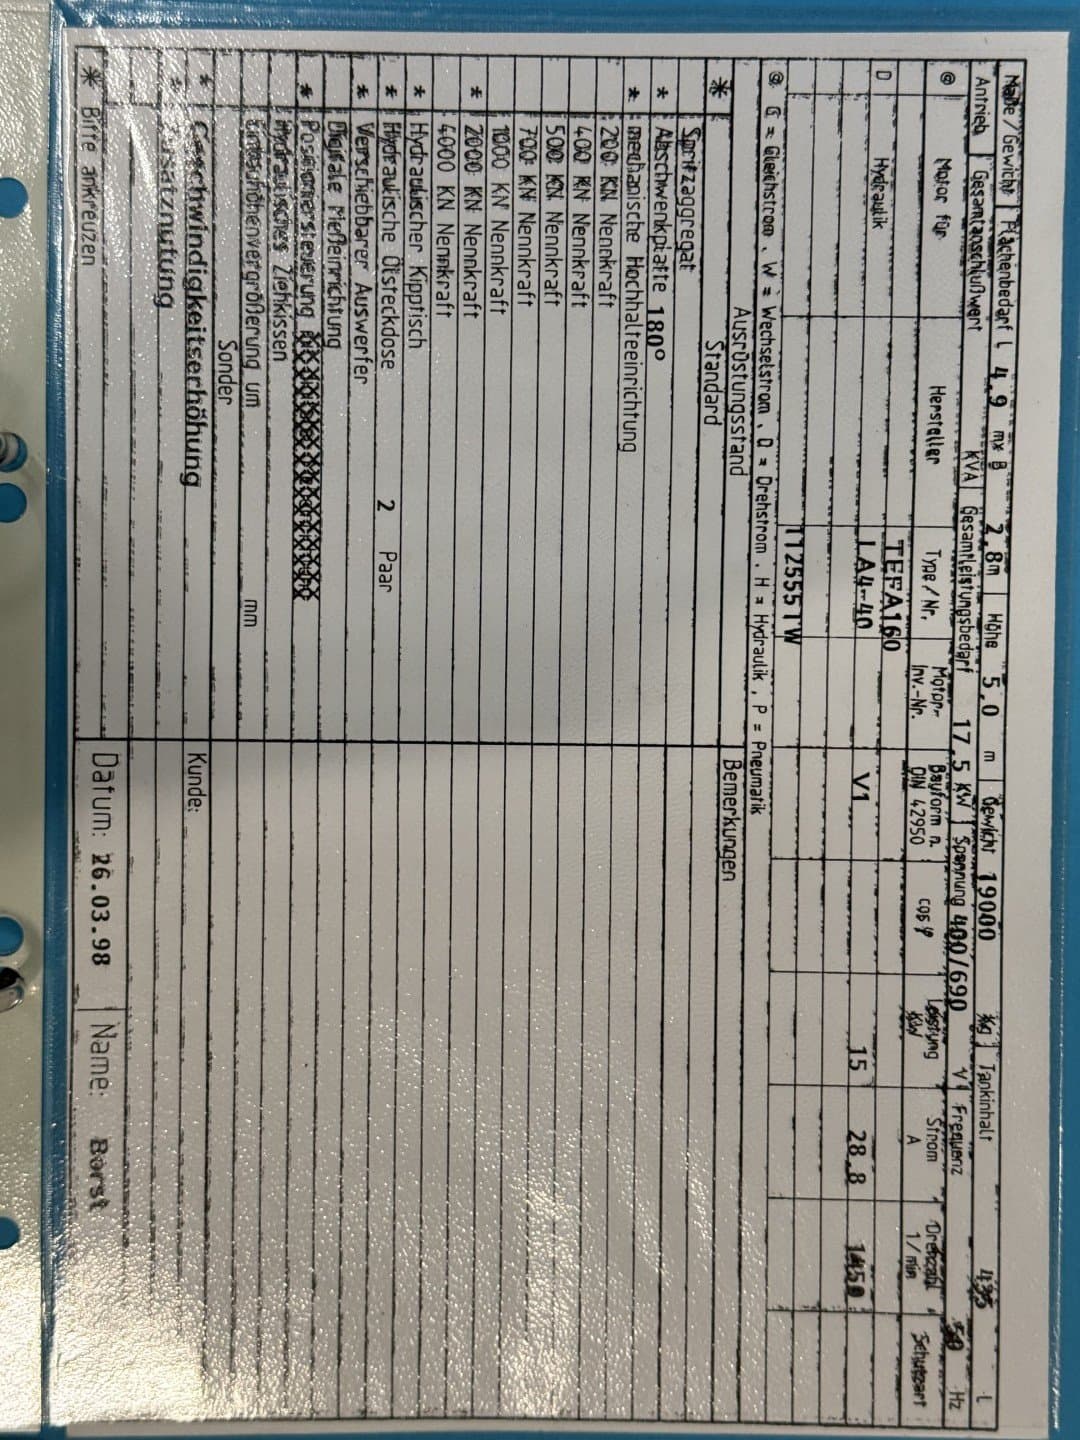 Maße/Gewicht Flächenbedarf L 4.9 mx B 2.8m Höhe 5.0 m Gewicht 19000 kg Tankinhalt 435 l
Antrieb Gesamtanschlußwert KVA Gesamtleistungsbedarf 17.5 KW Spannung 400/690 V Frequenz 50 Hz
@ Motor für Hersteller Type/Nr. Motor-Inv.-Nr. Bauform n. DIN 42950 cos φ Leistung KW Strom A Drehzahl 1/min Schutzart
TEFA160
D Hydraulik LA4-40 V1 15 28.8 1450
112555TW
@ G = Gleichstrom, W = Wechselstrom, D = Drehstrom, H = Hydraulik, P = Pneumatik
Ausrüstungsstand Bemerkungen
* Standard
Spritzaggregat
* Abschwenkplatte 180°
* mechanische Hochhalteeinrichtung
200 KN Nennkraft
400 KN Nennkraft
500 KN Nennkraft
700 KN Nennkraft
1000 KN Nennkraft
* 2000 KN Nennkraft
4000 KN Nennkraft
* Hydraulischer Kipptisch
* Hydraulische Ölsteckdose 2 Paar
* Verschiebbarer Auswerfer
Digitale Meßeinrichtung
* Positioniersteuerung
Hydraulisches Ziehkissen
Einbauhöhenvergrößerung um mm
Sonder
* Geschwindigkeitserhöhung Kunde:
* Zusatznutung
* Bitte ankreuzen Datum: 26.03.98 Name: Borst